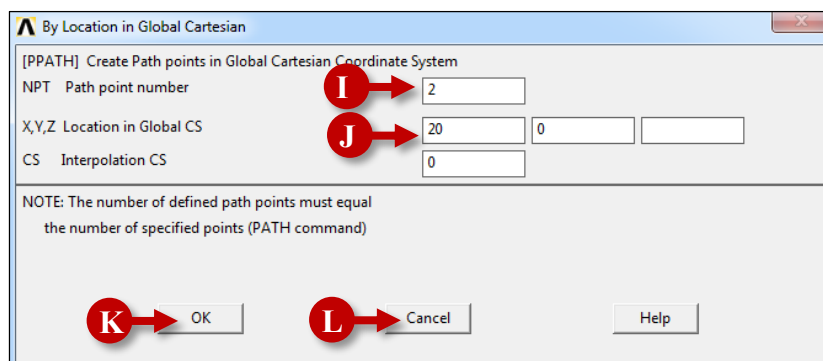 By Location in Global Cartesian
[PPATH] Create Path points in Global Cartesian Coordinate System
NPT Path point number I 2
X,Y,Z Location in Global CS J 20 0
CS Interpolation CS 0
NOTE: The number of defined path points must equal
the number of specified points (PATH command)
K OK L Cancel Help